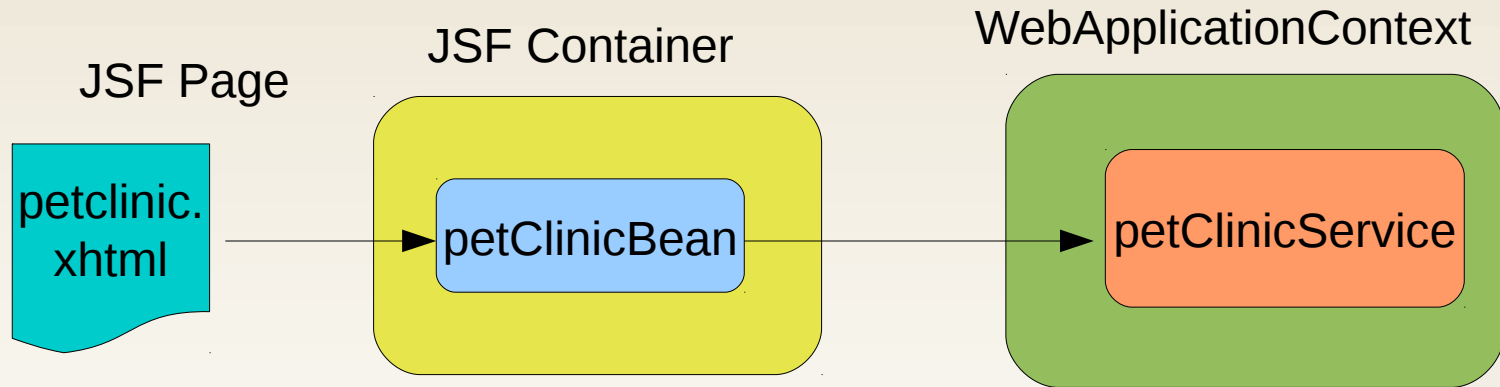 JSF Page
JSF Container
WebApplicationContext
petclinic.
xhtml
petClinicBean
petClinicService